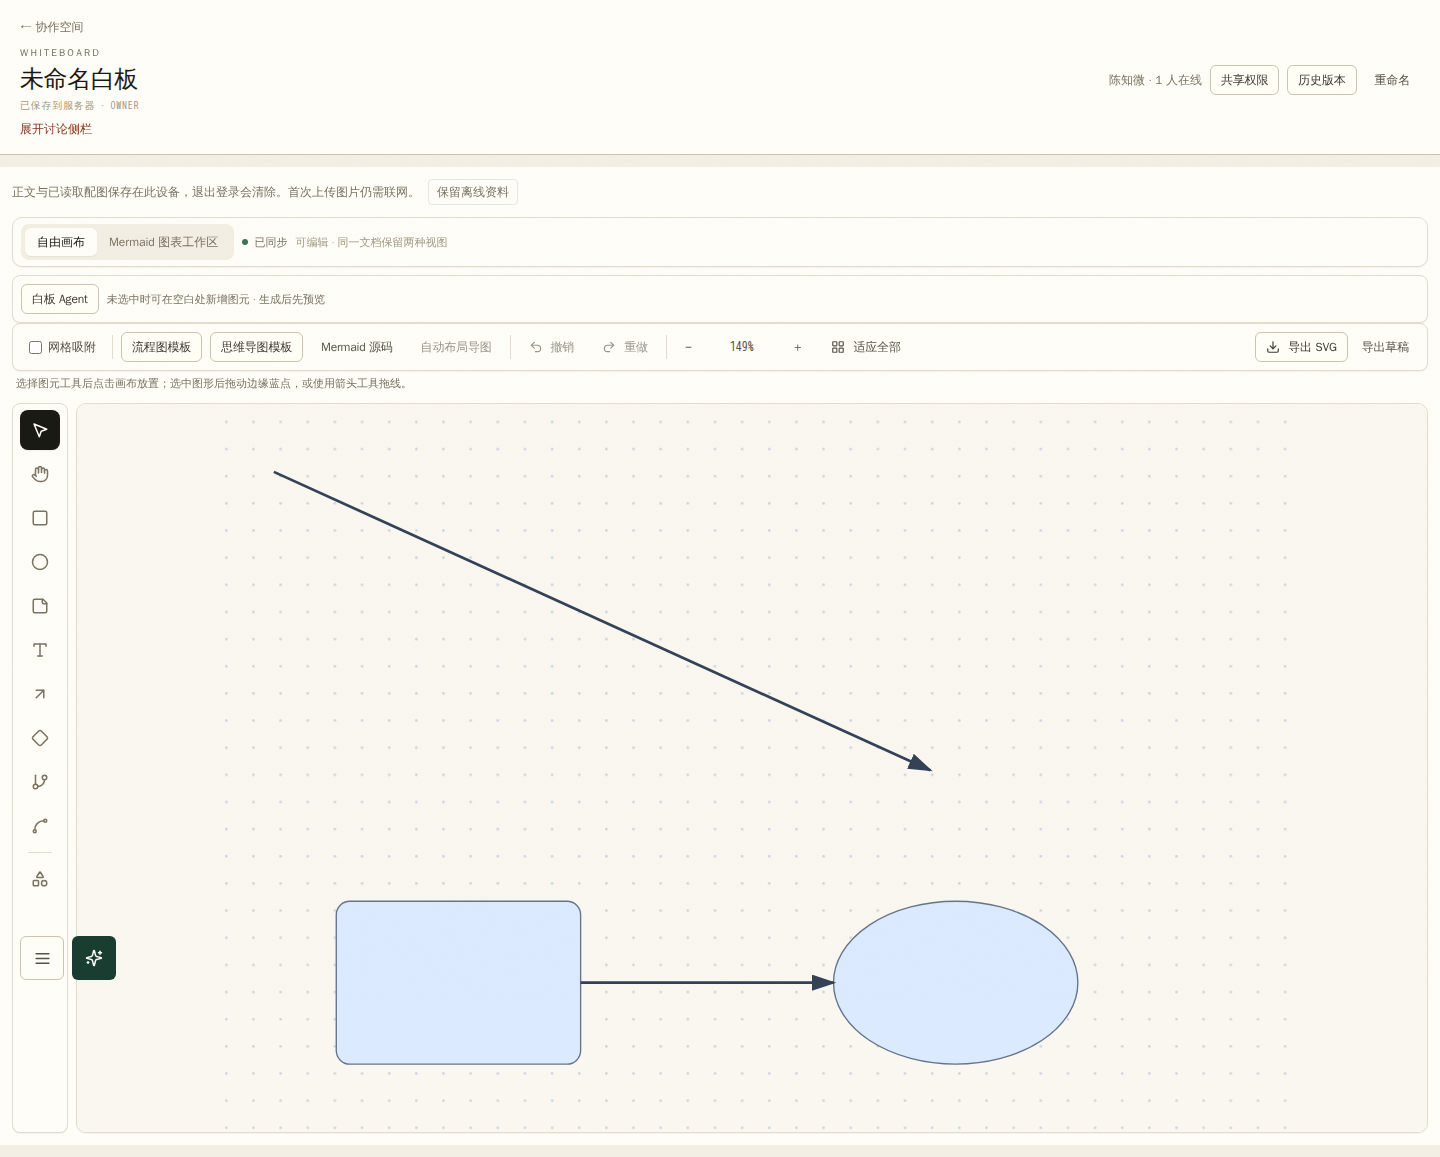 ← 协作空间
WHITEBOARD
未命名白板
已保存到服务器 · OWNER
展开讨论侧栏
陈知微 · 1 人在线
共享权限
历史版本
重命名
正文与已读取配图保存在此设备，退出登录会清除。首次上传图片仍需联网。
保留离线资料
自由画布
Mermaid 图表工作区
已同步
可编辑 · 同一文档保留两种视图
白板 Agent
未选中时可在空白处新增图元 · 生成后先预览
网格吸附
流程图模板
思维导图模板
Mermaid 源码
自动布局导图
撤销
重做
−
149%
+
适应全部
导出 SVG
导出草稿
选择图元工具后点击画布放置；选中图形后拖动边缘蓝点，或使用箭头工具拖线。